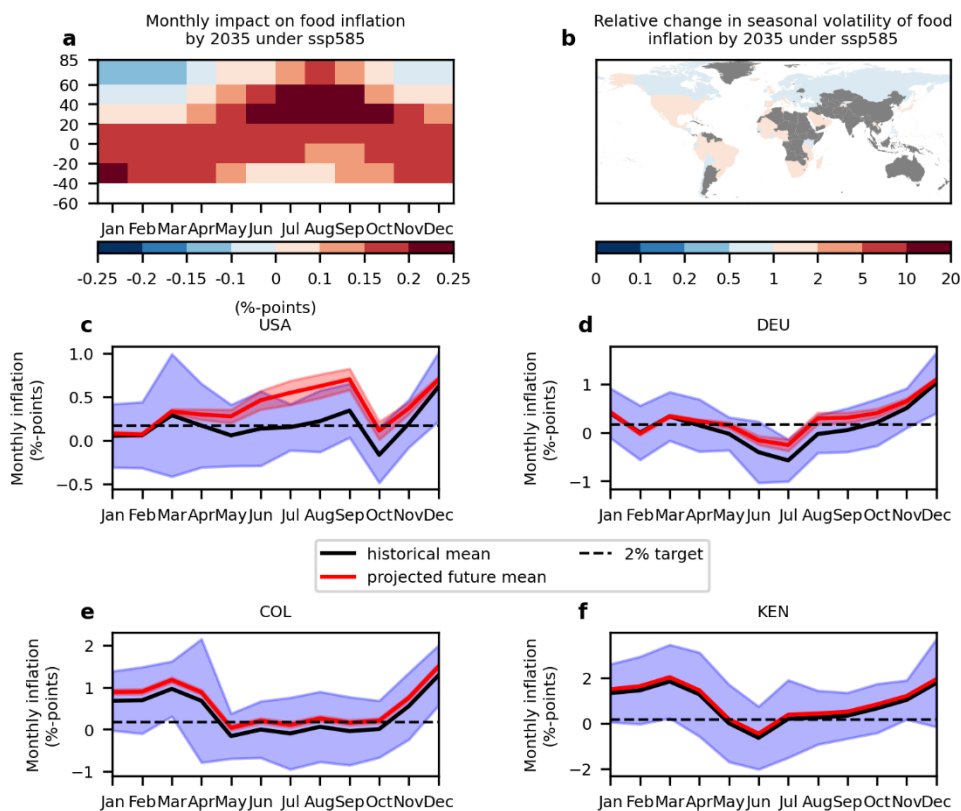 a
Monthly impact on food inflation
by 2035 under ssp585
85
60
40
20
0
-20
-40
-60
Jan Feb Mar Apr May Jun Jul Aug Sep Oct Nov Dec
-0.25 -0.2 -0.15 -0.1 0 0.1 0.15 0.2 0.25
(%-points)
b
Relative change in seasonal volatility of food
inflation by 2035 under ssp585
0 0.1 0.2 0.5 1 2 5 10 20
c
USA
Monthly inflation
(%-points)
1.0
0.5
0.0
−0.5
Jan Feb Mar Apr May Jun Jul Aug Sep Oct Nov Dec
d
DEU
Monthly inflation
(%-points)
1
0
−1
Jan Feb Mar Apr May Jun Jul Aug Sep Oct Nov Dec
historical mean
projected future mean
2% target
e
COL
Monthly inflation
(%-points)
2
1
0
−1
Jan Feb Mar Apr May Jun Jul Aug Sep Oct Nov Dec
f
KEN
Monthly inflation
(%-points)
2
0
−2
Jan Feb Mar Apr May Jun Jul Aug Sep Oct Nov Dec